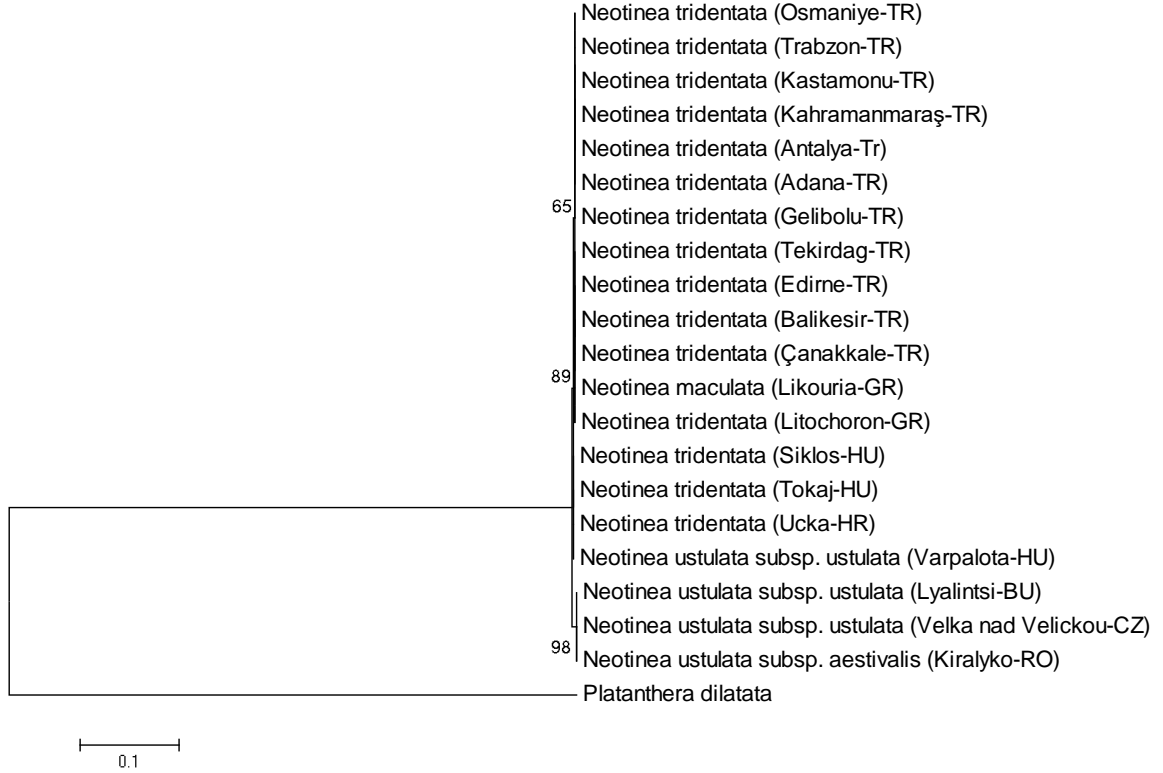 Neotinea tridentata (Osmaniye-TR)
Neotinea tridentata (Trabzon-TR)
Neotinea tridentata (Kastamonu-TR)
Neotinea tridentata (Kahramanmaraş-TR)
Neotinea tridentata (Antalya-Tr)
Neotinea tridentata (Adana-TR)
65
Neotinea tridentata (Gelibolu-TR)
Neotinea tridentata (Tekirdag-TR)
Neotinea tridentata (Edirne-TR)
Neotinea tridentata (Balikesir-TR)
Neotinea tridentata (Çanakkale-TR)
89
Neotinea maculata (Likouria-GR)
Neotinea tridentata (Litochoron-GR)
Neotinea tridentata (Siklos-HU)
Neotinea tridentata (Tokaj-HU)
Neotinea tridentata (Ucka-HR)
Neotinea ustulata subsp. ustulata (Varpalota-HU)
Neotinea ustulata subsp. ustulata (Lyalintsi-BU)
Neotinea ustulata subsp. ustulata (Velka nad Velickou-CZ)
98
Neotinea ustulata subsp. aestivalis (Kiralyko-RO)
Platanthera dilatata
0.1